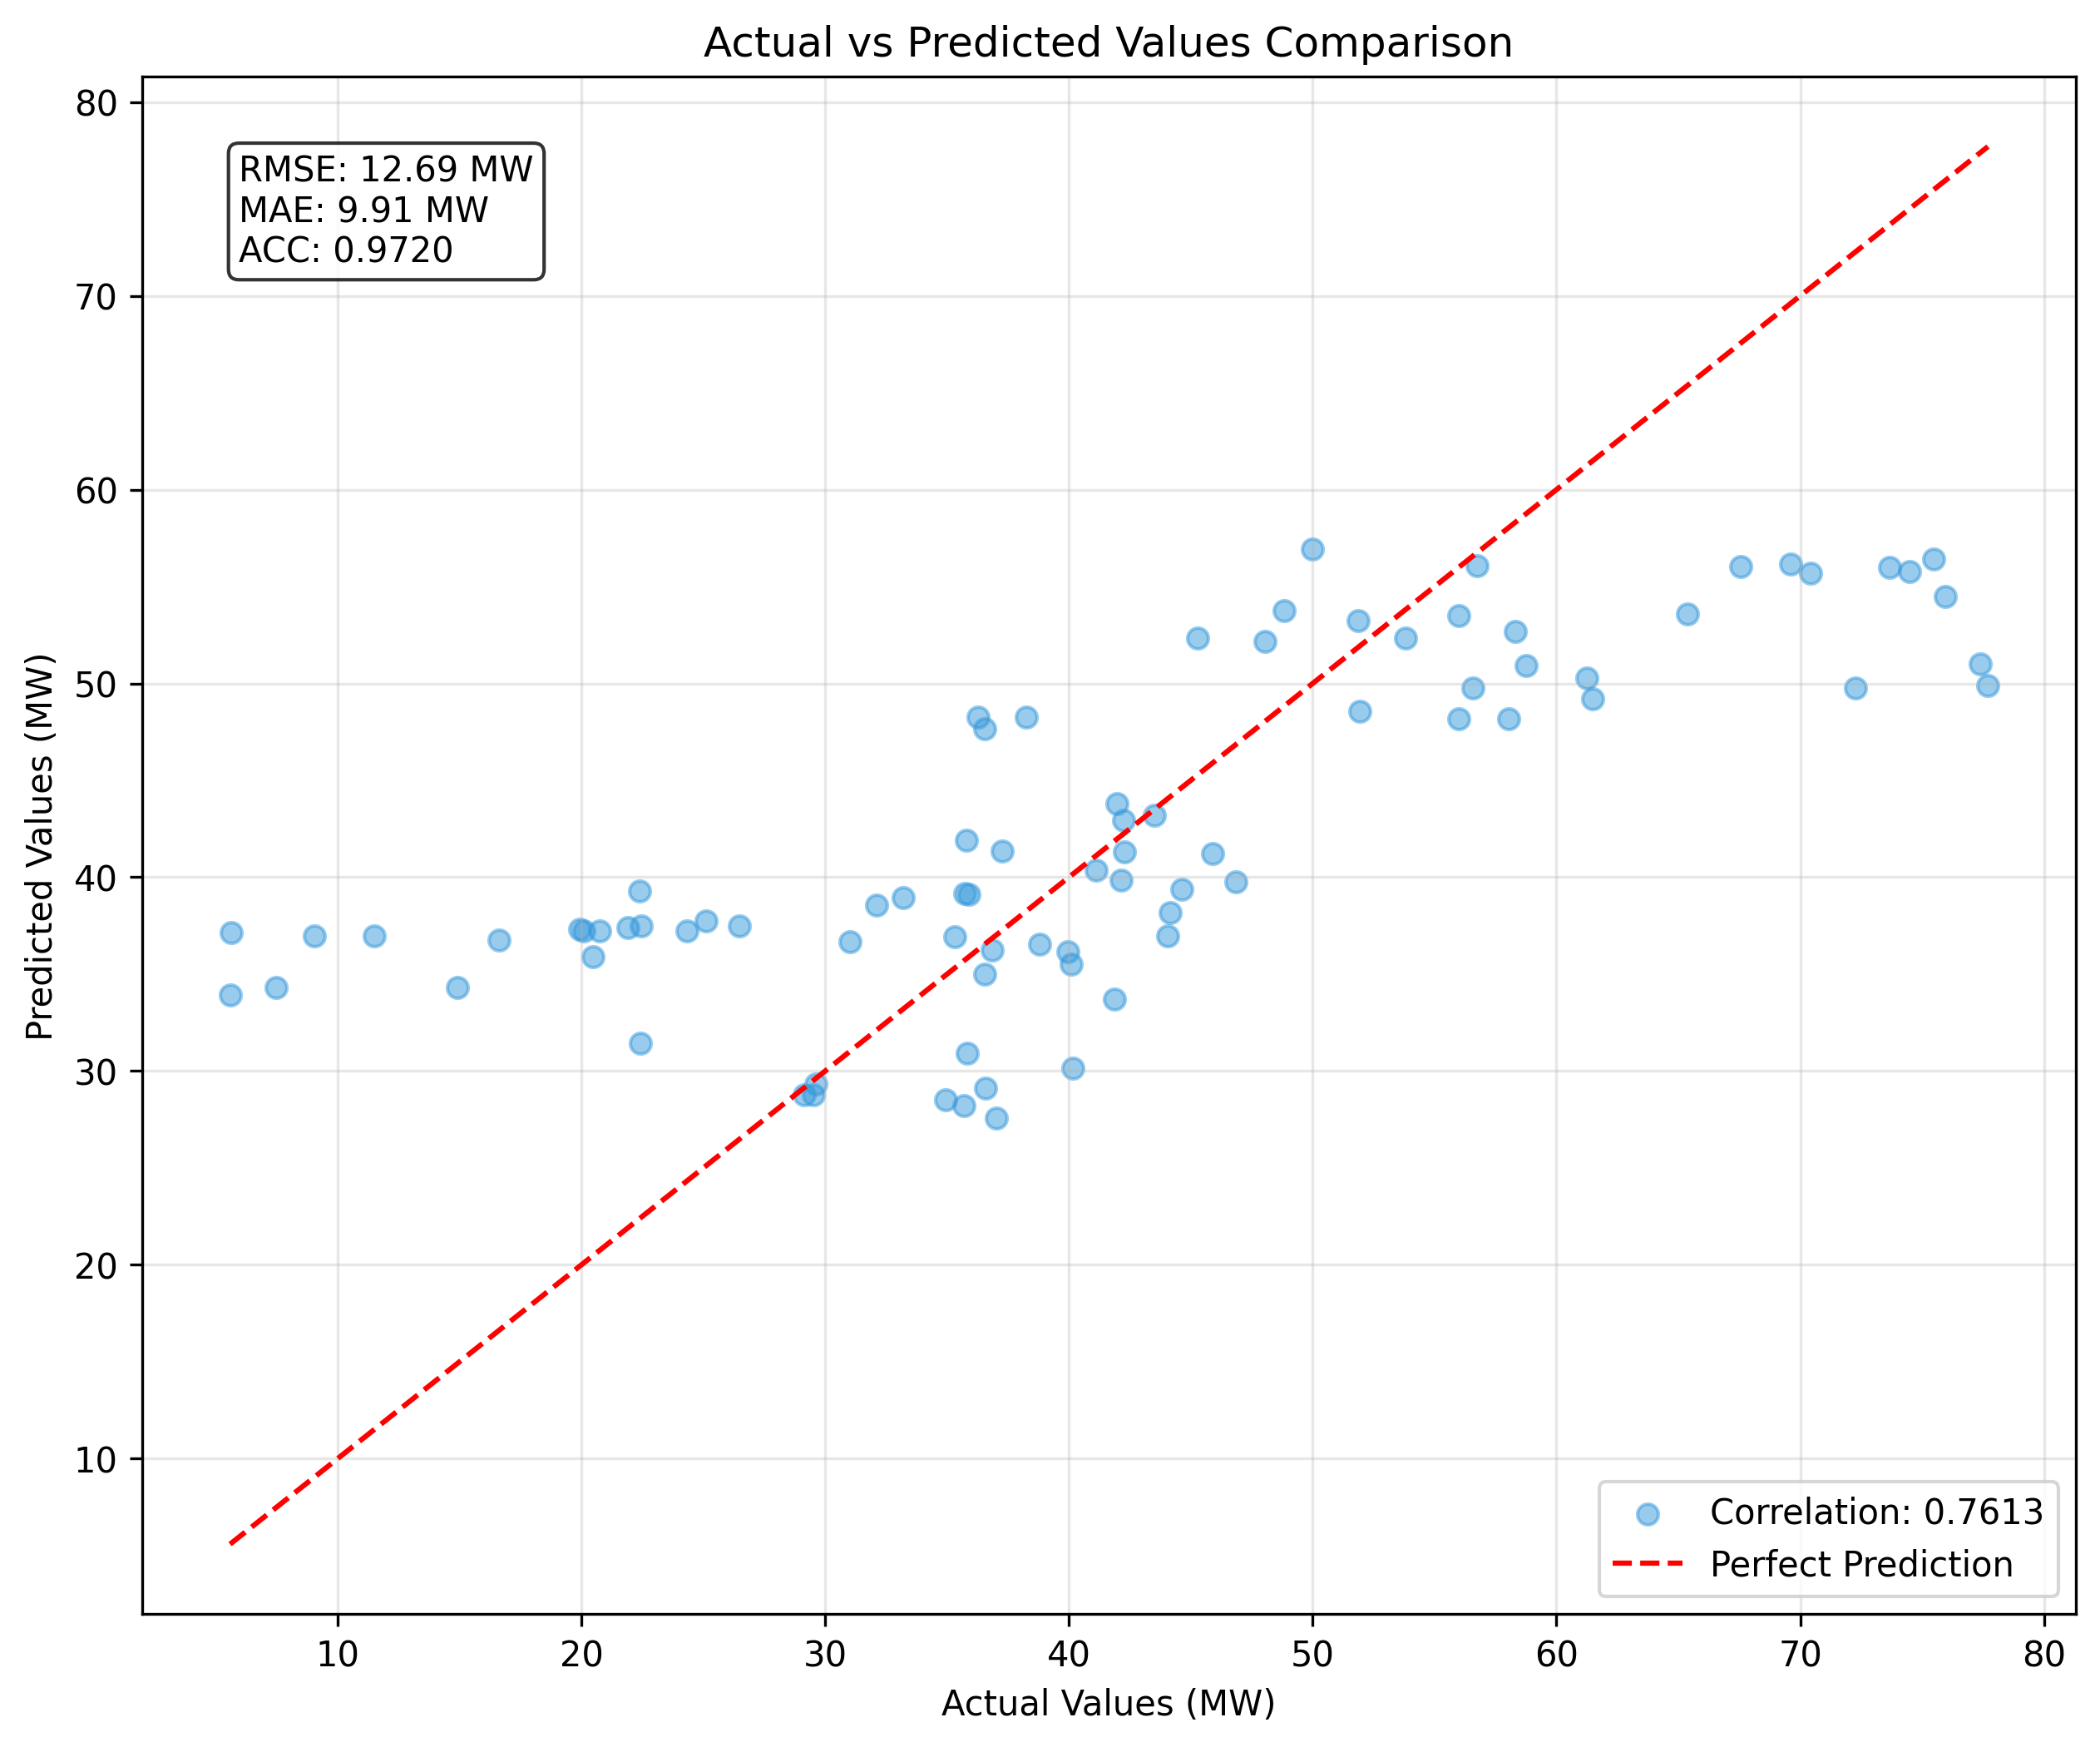 Actual vs Predicted Values Comparison
80
70
60
50
40
30
20
10
Predicted Values (MW)
RMSE: 12.69 MW
MAE: 9.91 MW
ACC: 0.9720
Correlation: 0.7613
Perfect Prediction
10 20 30 40 50 60 70 80
Actual Values (MW)